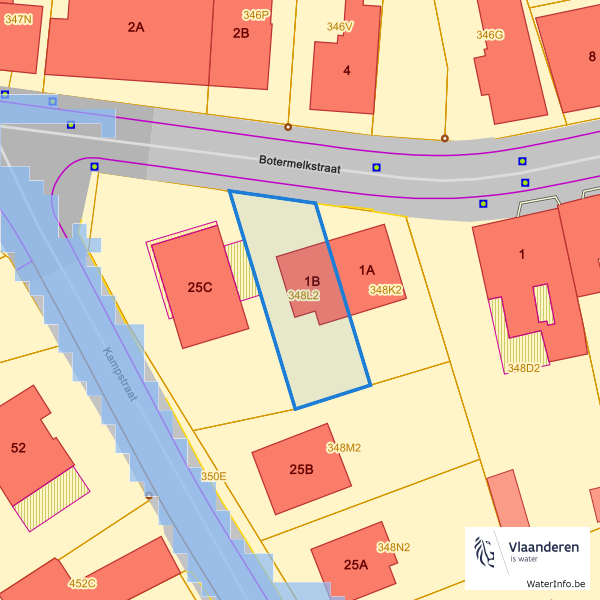 347N
2A
346P
2B
346V
4
346G
8
Botermelkstraat
25C
1B
348L2
1A
348K2
1
348D2
Kampstraat
52
348M2
25B
350E
348N2
25A
452C
Vlaanderen
is water
WaterInfo.be